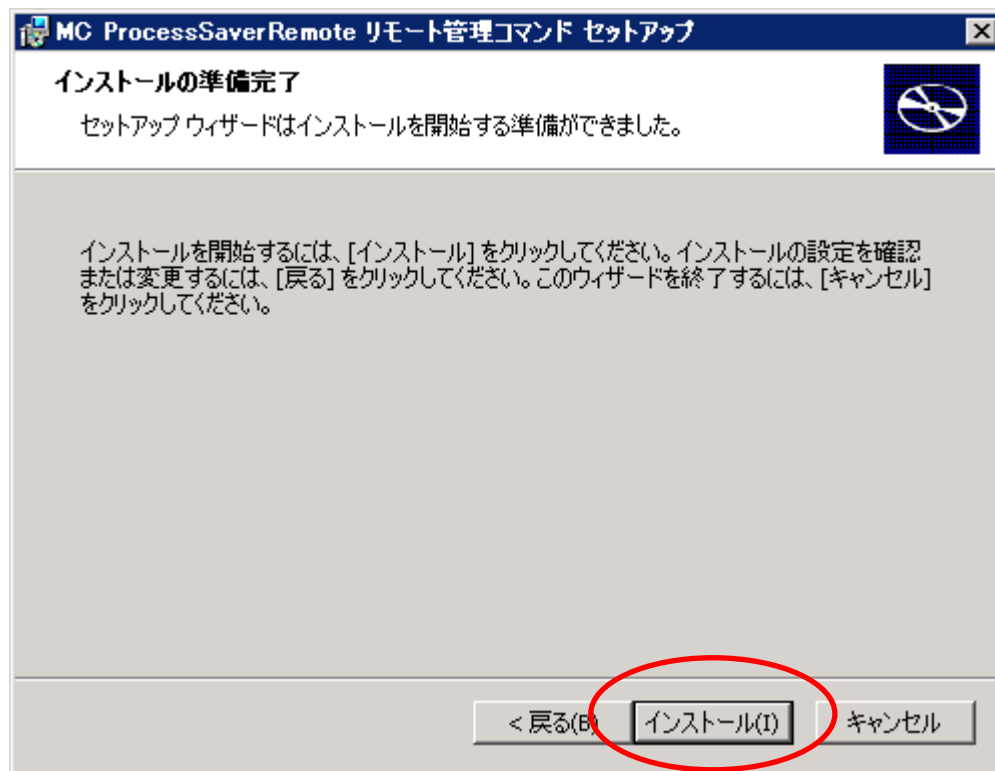 MC ProcessSaverRemote リモート管理コマンド セットアップ
インストールの準備完了
セットアップ ウィザードはインストールを開始する準備ができました。
インストールを開始するには、[インストール] をクリックしてください。インストールの設定を確認
または変更するには、[戻る] をクリックしてください。このウィザードを終了するには、[キャンセル]
をクリックしてください。
< 戻る(B) インストール(I) キャンセル